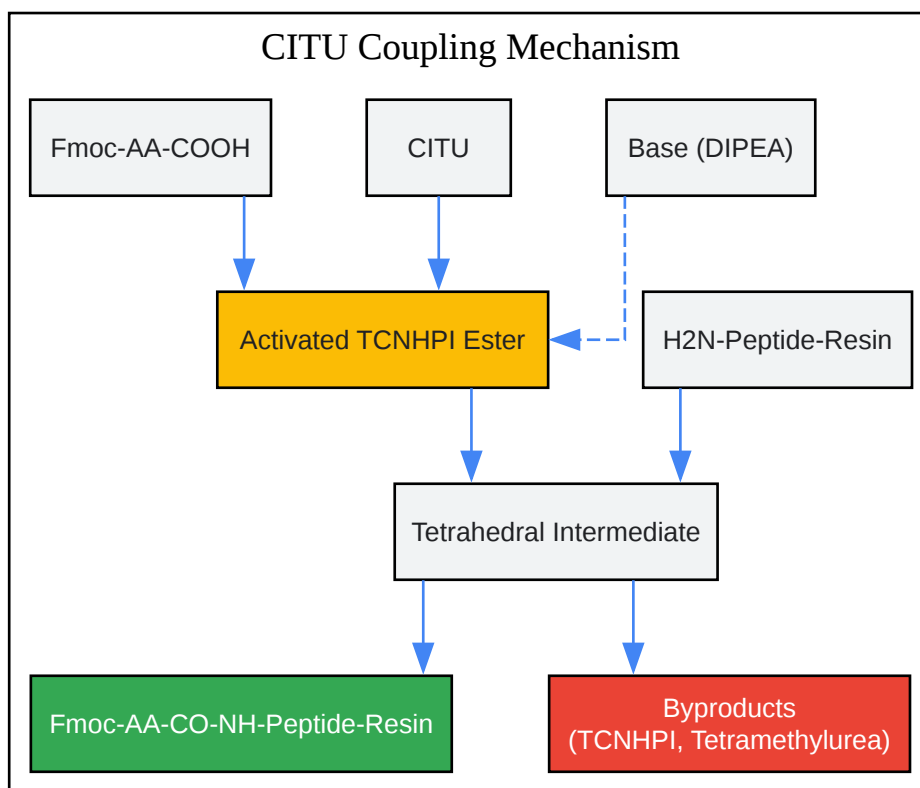 CITU Coupling Mechanism
Fmoc-AA-COOH
CITU
Base (DIPEA)
Activated TCNHPI Ester
H2N-Peptide-Resin
Tetrahedral Intermediate
Fmoc-AA-CO-NH-Peptide-Resin
Byproducts
(TCNHPI, Tetramethylurea)